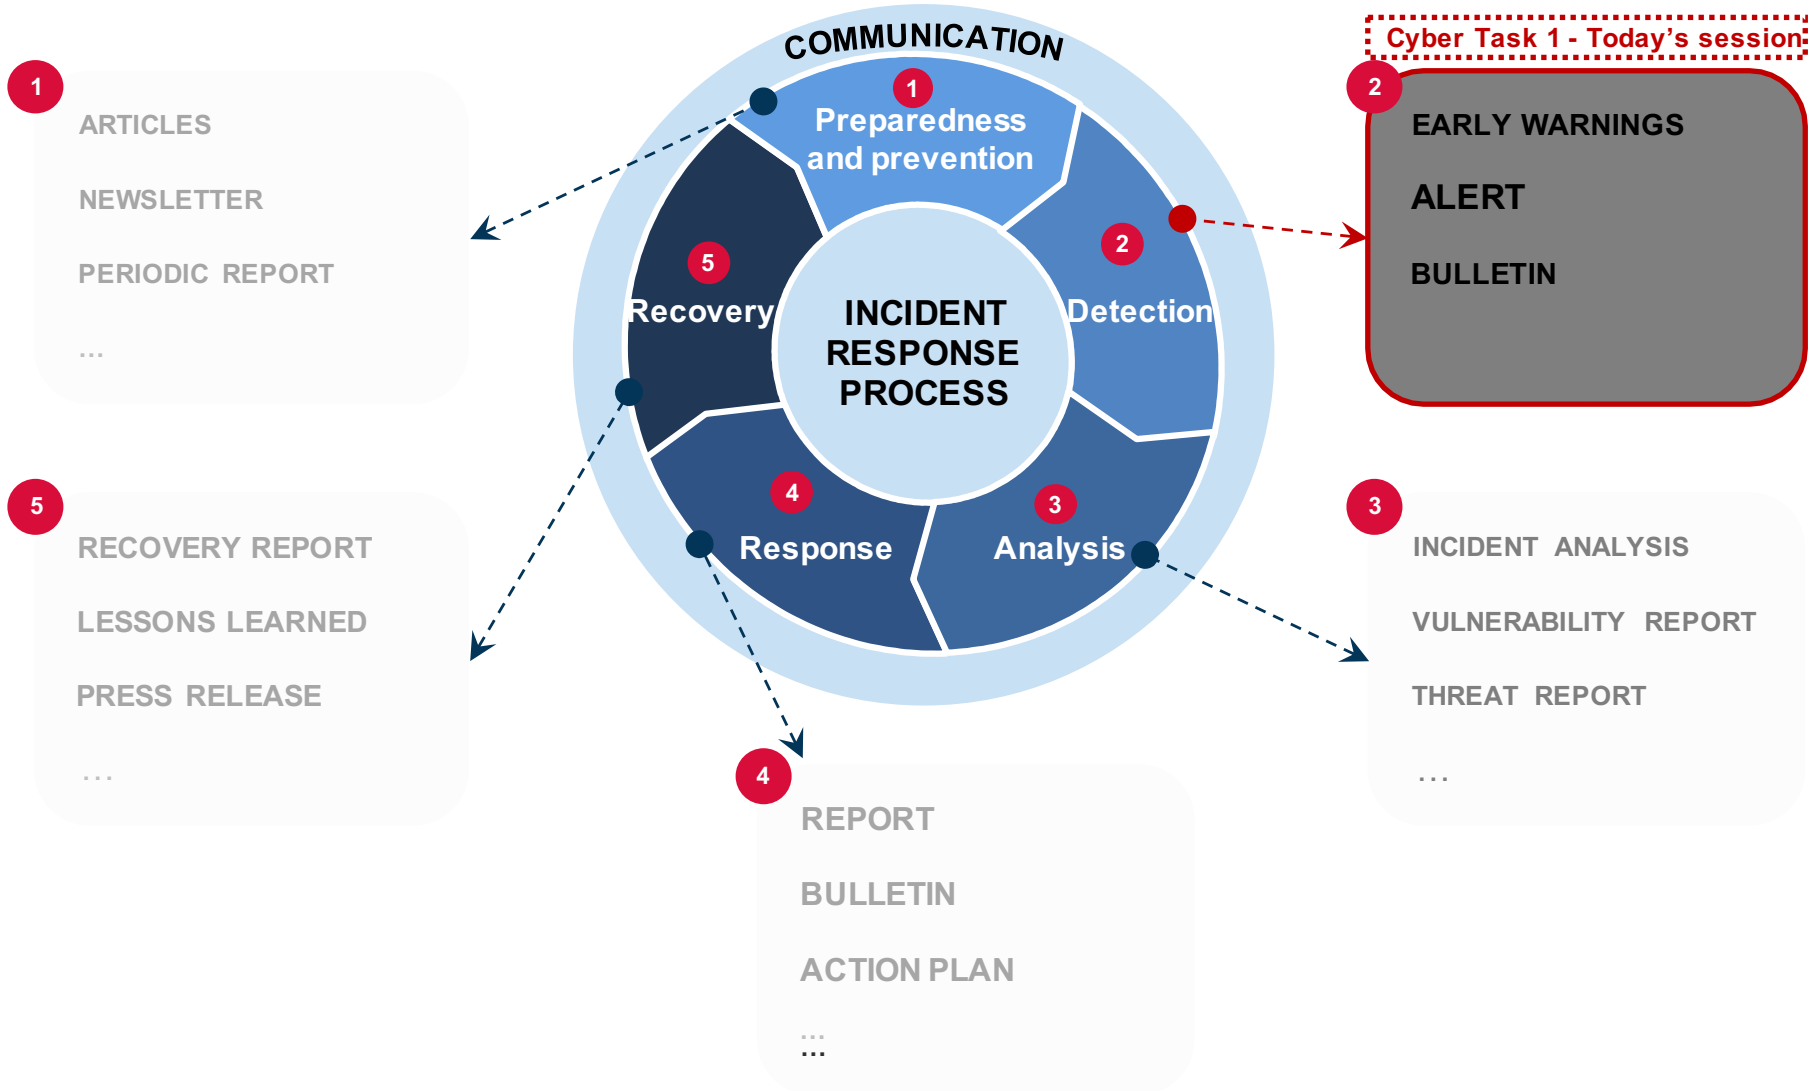 COMMUNICATION
Cyber Task 1 - Today's session
1
ARTICLES
NEWSLETTER
PERIODIC REPORT
...
1
Preparedness
and prevention
2
Detection
3
Analysis
4
Response
5
Recovery
INCIDENT
RESPONSE
PROCESS
2
EARLY WARNINGS
ALERT
BULLETIN
5
RECOVERY REPORT
LESSONS LEARNED
PRESS RELEASE
...
4
REPORT
BULLETIN
ACTION PLAN
...
...
3
INCIDENT ANALYSIS
VULNERABILITY REPORT
THREAT REPORT
...